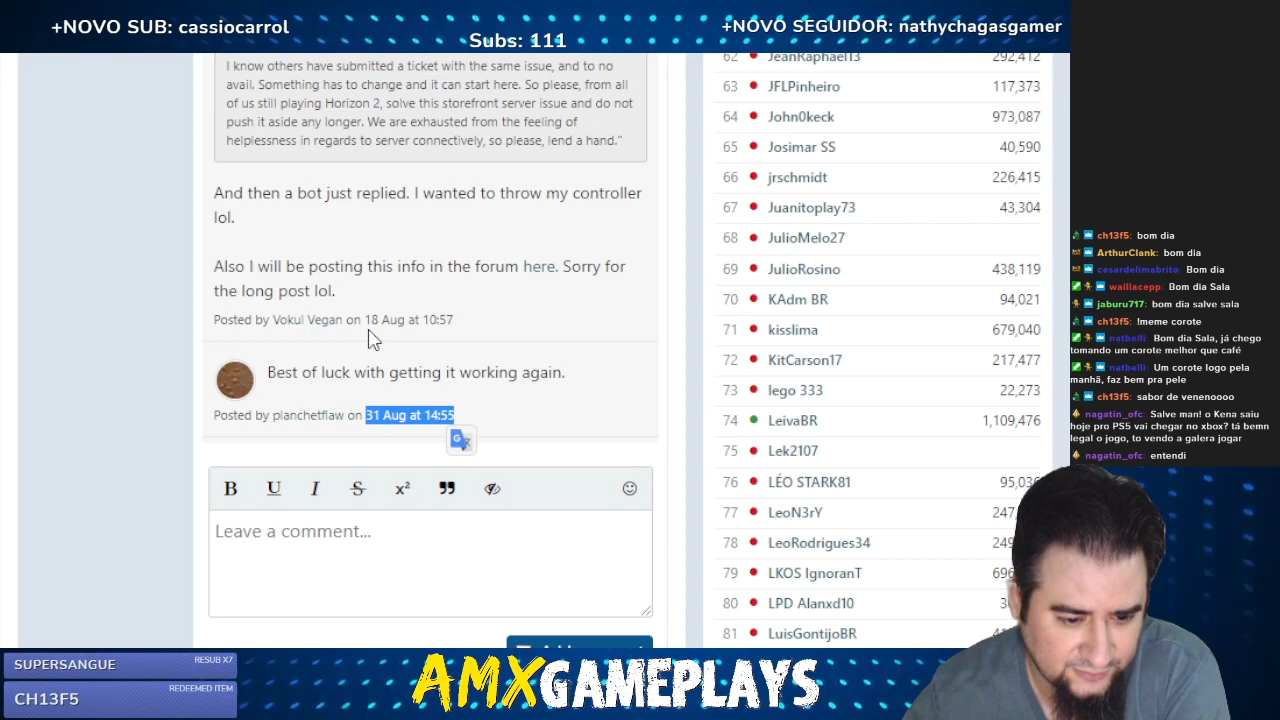 +NOVO SUB: cassiocarrol
Subs: 111
+NOVO SEGUIDOR: nathychagasgamer
I know others have submitted a ticket with the same issue, and to no
avail. Something has to change and it can start here. So please, from all
of us still playing Horizon 2, solve this storefront server issue and do not
push it aside any longer. We are exhausted from the feeling of
helplessness in regards to server connectively, so please, lend a hand."
And then a bot just replied. I wanted to throw my controller
lol.
Also I will be posting this info in the forum here. Sorry for
the long post lol.
Posted by Vokul Vegan on 18 Aug at 10:57
Best of luck with getting it working again.
Posted by planchetflaw on 31 Aug at 14:55
B U I S x² ”
Leave a comment...
62 JeanRaphael13 292,412
63 JFLPinheiro 117,373
64 John0keck 973,087
65 Josimar SS 40,590
66 jrschmidt 226,415
67 Juanitoplay73 43,304
68 JulioMelo27
69 JulioRosino 438,119
70 KAdm BR 94,021
71 kisslima 679,040
72 KitCarson17 217,477
73 lego 333 22,273
74 LeivaBR 1,109,476
75 Lek2107
76 LÉO STARK81
77 LeoN3rY
78 LeoRodrigues34
79 LKOS IgnoranT
80 LPD Alanxd10
81 LuisGontijoBR
ch13f5: bom dia
ArthurClank: bom dia
cesardelimabrito: Bom dia
walllacepp: Bom dia Sala
jaburu717: bom dia salve sala
ch13f5: !meme corote
natbelli: Bom dia Sala, já chego
tomando um corote melhor que café
natbelli: Um corote logo pela
manhã, faz bem pra pele
ch13f5: sabor de venenoooo
nagatin_ofc: Salve man! o Kena saiu
hoje pro PS5 vai chegar no xbox? tá bemn
legal o jogo, to vendo a galera jogar
nagatin_ofc: entendi
SUPERSANGUE RESUB X7
CH13F5 REDEEMED ITEM
AMXGAMEPLAYS